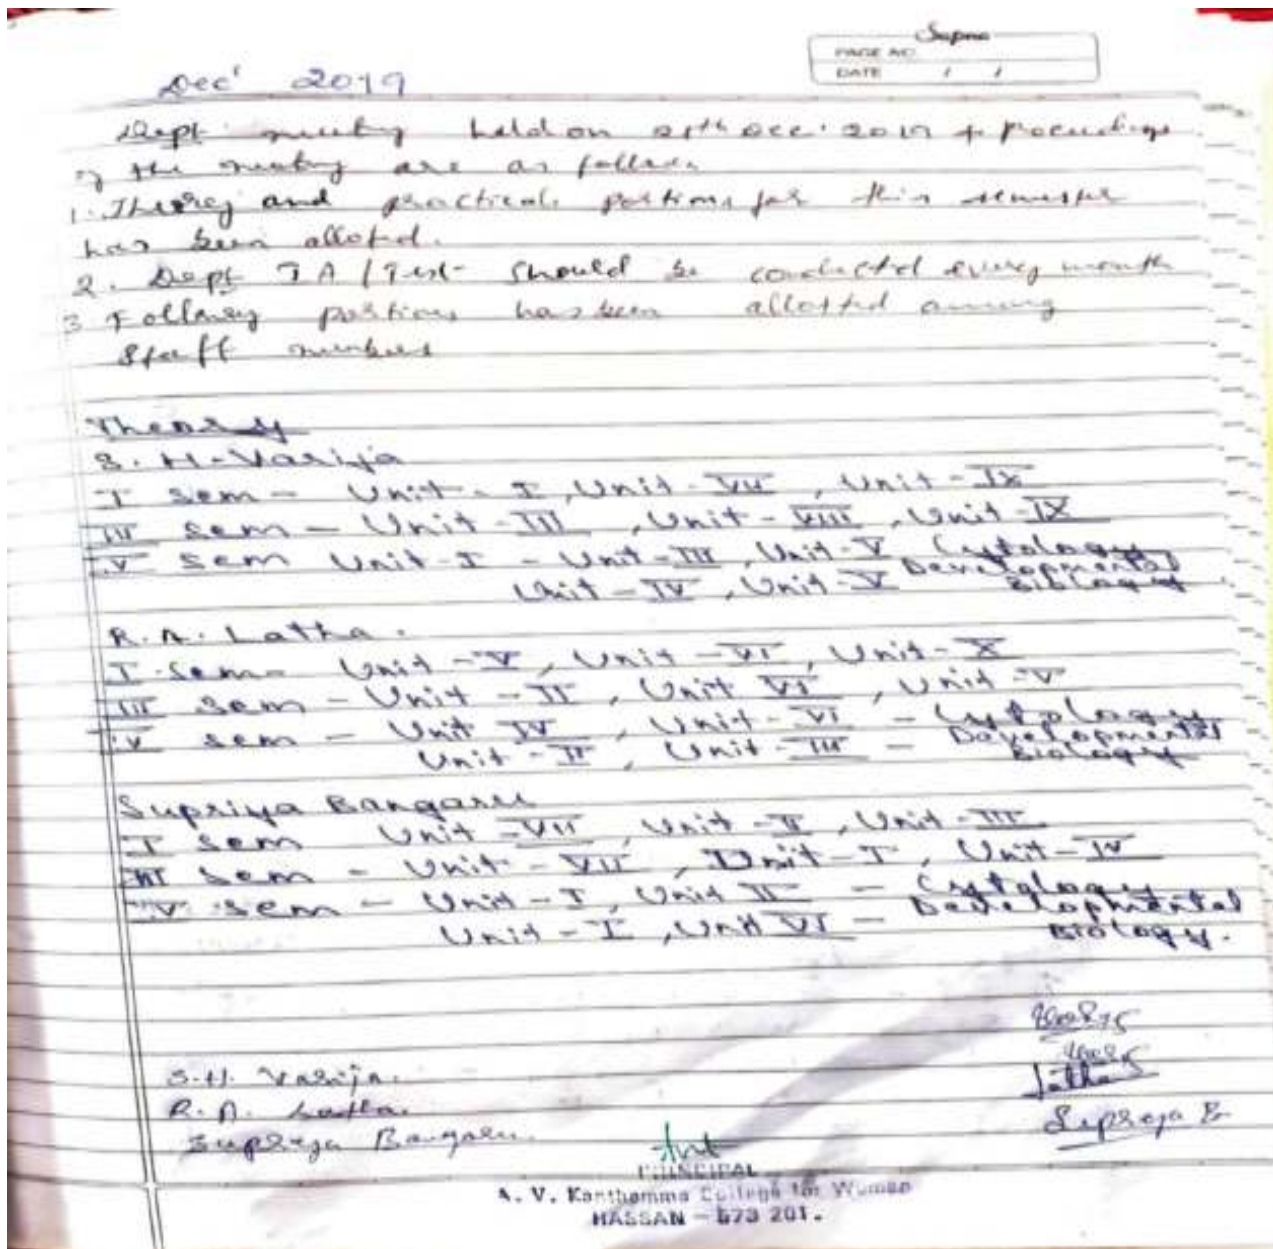 Supna
PAGE NO.
DATE / /
Dec' 2019
Dept meeting held on Dec. 2019 + Proceedings
of the meeting are as follows
1. Theory and practical portions for this semester
has been alloted.
2. Dept IA / Test should be conducted every month
3 Following portions has been allotted among
Staff members
Theory
S. H. Varija
I Sem - Unit - I, Unit - VII, Unit - IX
III Sem - Unit - III, Unit - VIII, Unit - IX
V Sem Unit - I - Unit - III, Unit - V Cytology
Unit - IV, Unit - V Developmental Biology
R. A. Latha.
I Sem - Unit - V, Unit - VI, Unit - X
III Sem - Unit - II, Unit VI, Unit - V
V Sem - Unit IV, Unit - VI - Cytology
Unit - II, Unit - III - Developmental Biology
Supriya Bangaru
I Sem Unit - VII, Unit - II, Unit - III
III Sem - Unit - VII, Unit - I, Unit - IV
V Sem - Unit - I, Unit II - Cytology
Unit - I, Unit VI - Developmental Biology.
S.H. Varija.
R. A. Latha. Latha
Supreja Bangaru. Supreja B
PRINCIPAL
A. V. Kanthamma College for Women
HASSAN - 573 201.